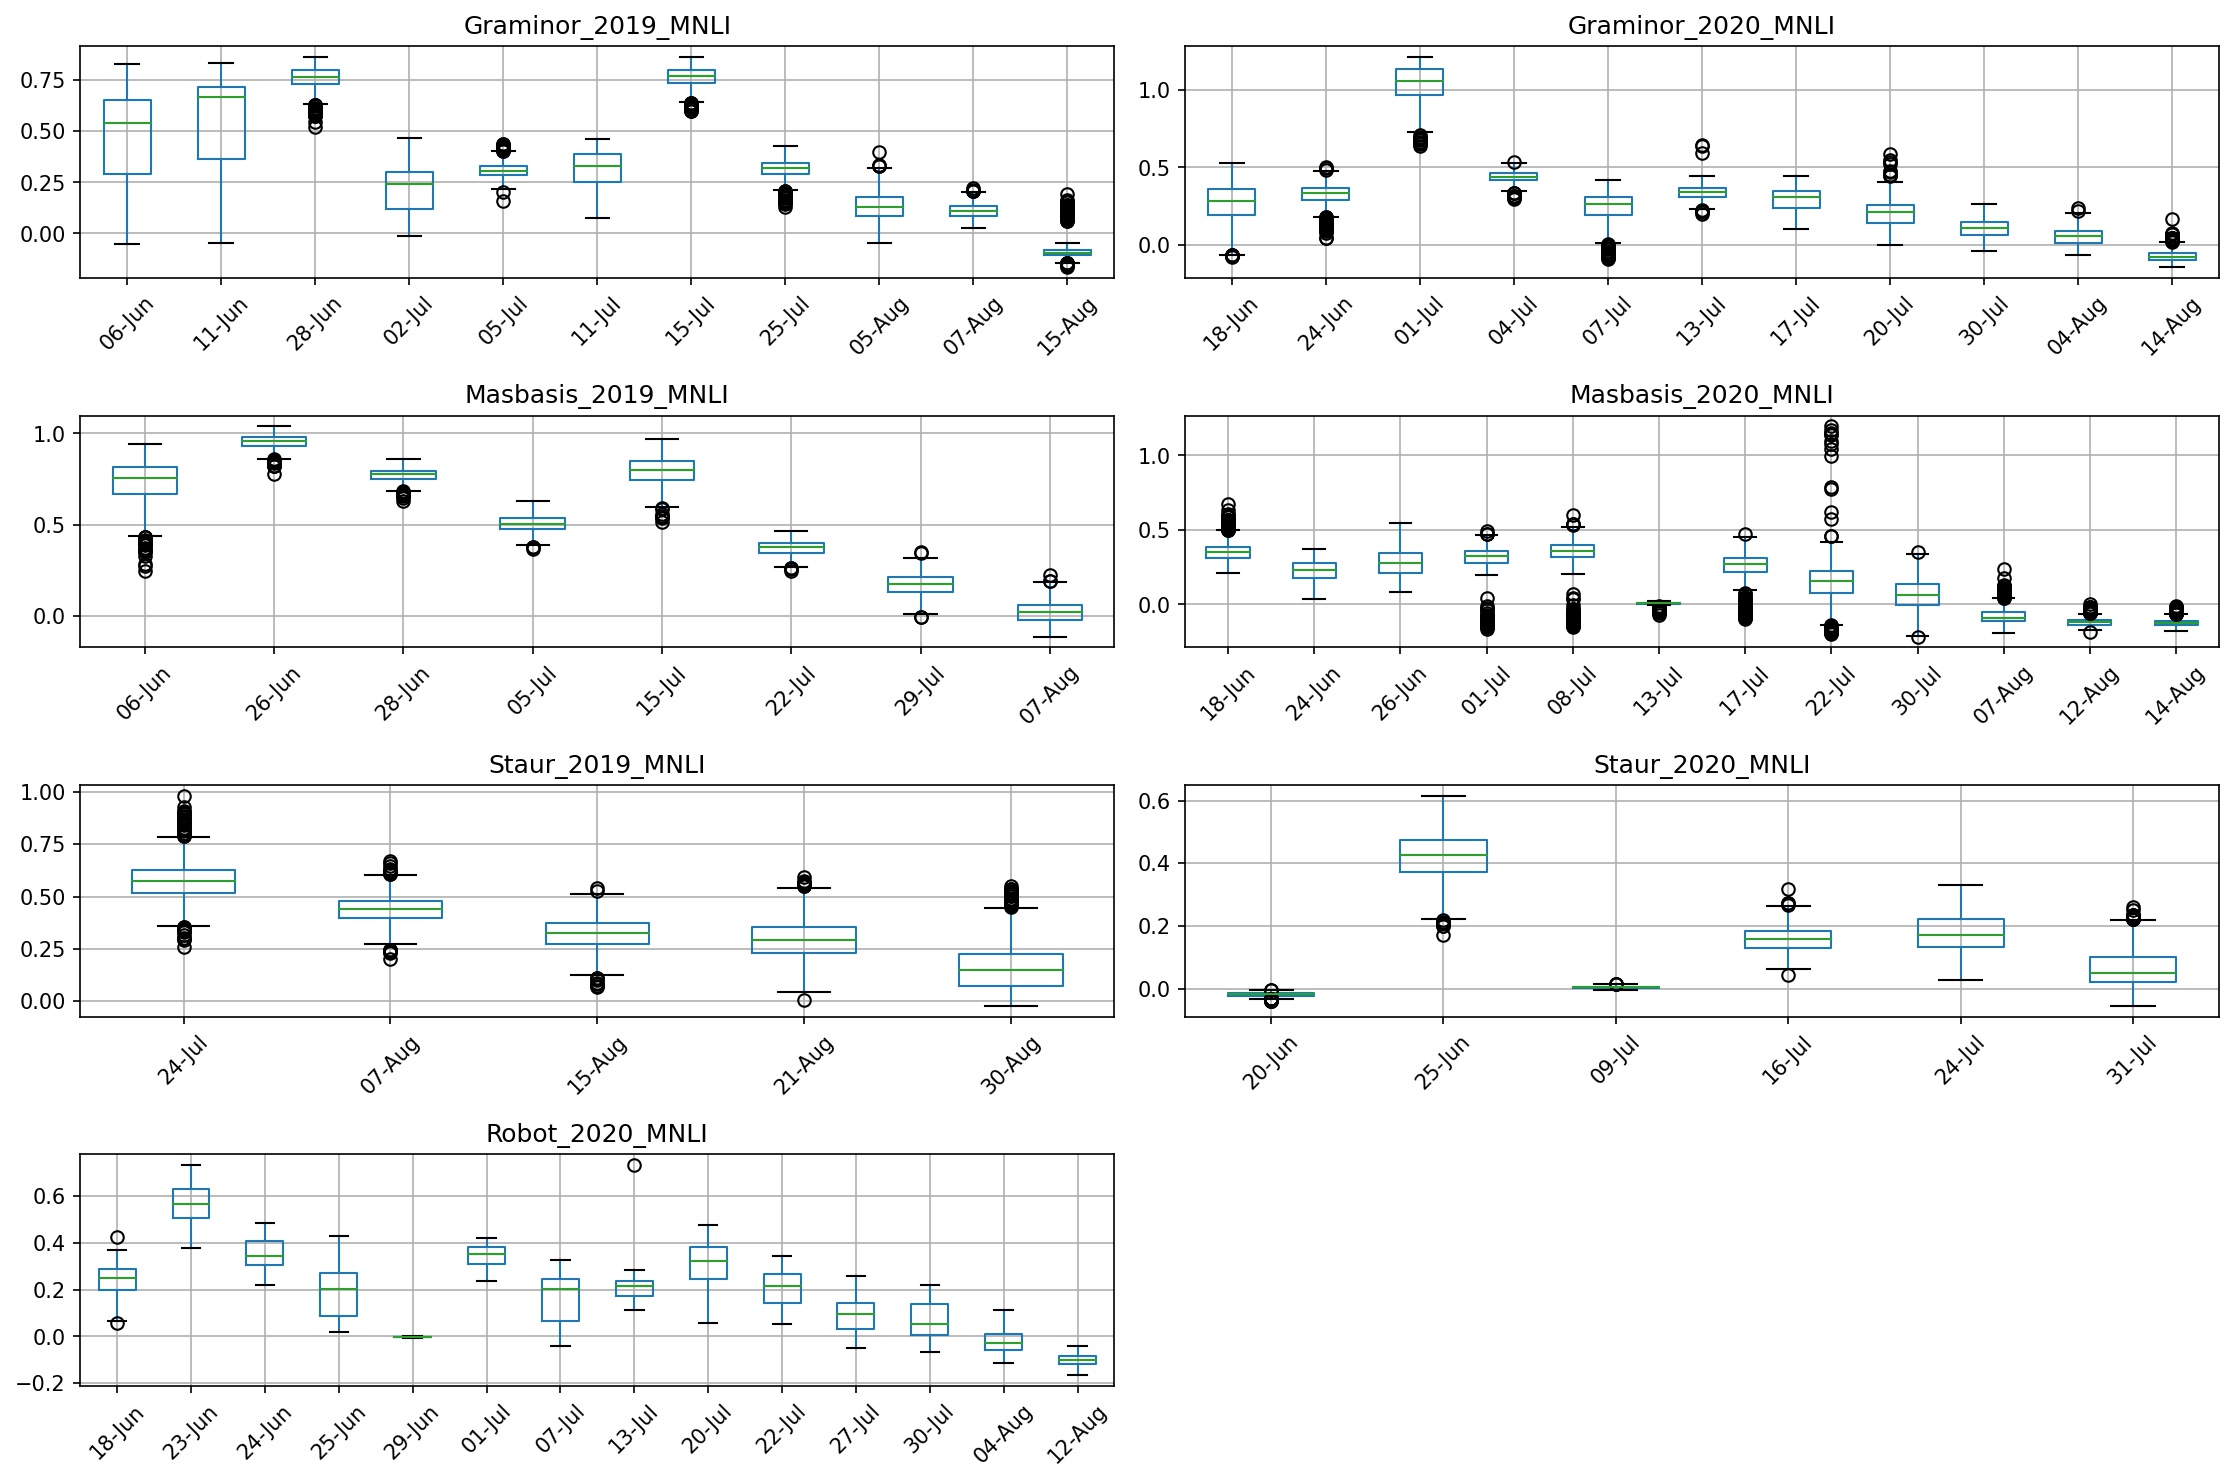 Graminor_2019_MNLI
0.75
0.50
0.25
0.00
06-Jun 11-Jun 28-Jun 02-Jul 05-Jul 11-Jul 15-Jul 25-Jul 05-Aug 07-Aug 15-Aug
Graminor_2020_MNLI
1.0
0.5
0.0
18-Jun 24-Jun 01-Jul 04-Jul 07-Jul 13-Jul 17-Jul 20-Jul 30-Jul 04-Aug 14-Aug
Masbasis_2019_MNLI
1.0
0.5
0.0
06-Jun 26-Jun 28-Jun 05-Jul 15-Jul 22-Jul 29-Jul 07-Aug
Masbasis_2020_MNLI
1.0
0.5
0.0
18-Jun 24-Jun 26-Jun 01-Jul 08-Jul 13-Jul 17-Jul 22-Jul 30-Jul 07-Aug 12-Aug 14-Aug
Staur_2019_MNLI
1.00
0.75
0.50
0.25
0.00
24-Jul 07-Aug 15-Aug 21-Aug 30-Aug
Staur_2020_MNLI
0.6
0.4
0.2
0.0
20-Jun 25-Jun 09-Jul 16-Jul 24-Jul 31-Jul
Robot_2020_MNLI
0.6
0.4
0.2
0.0
−0.2
18-Jun 23-Jun 24-Jun 25-Jun 29-Jun 01-Jul 07-Jul 13-Jul 20-Jul 22-Jul 27-Jul 30-Jul 04-Aug 12-Aug